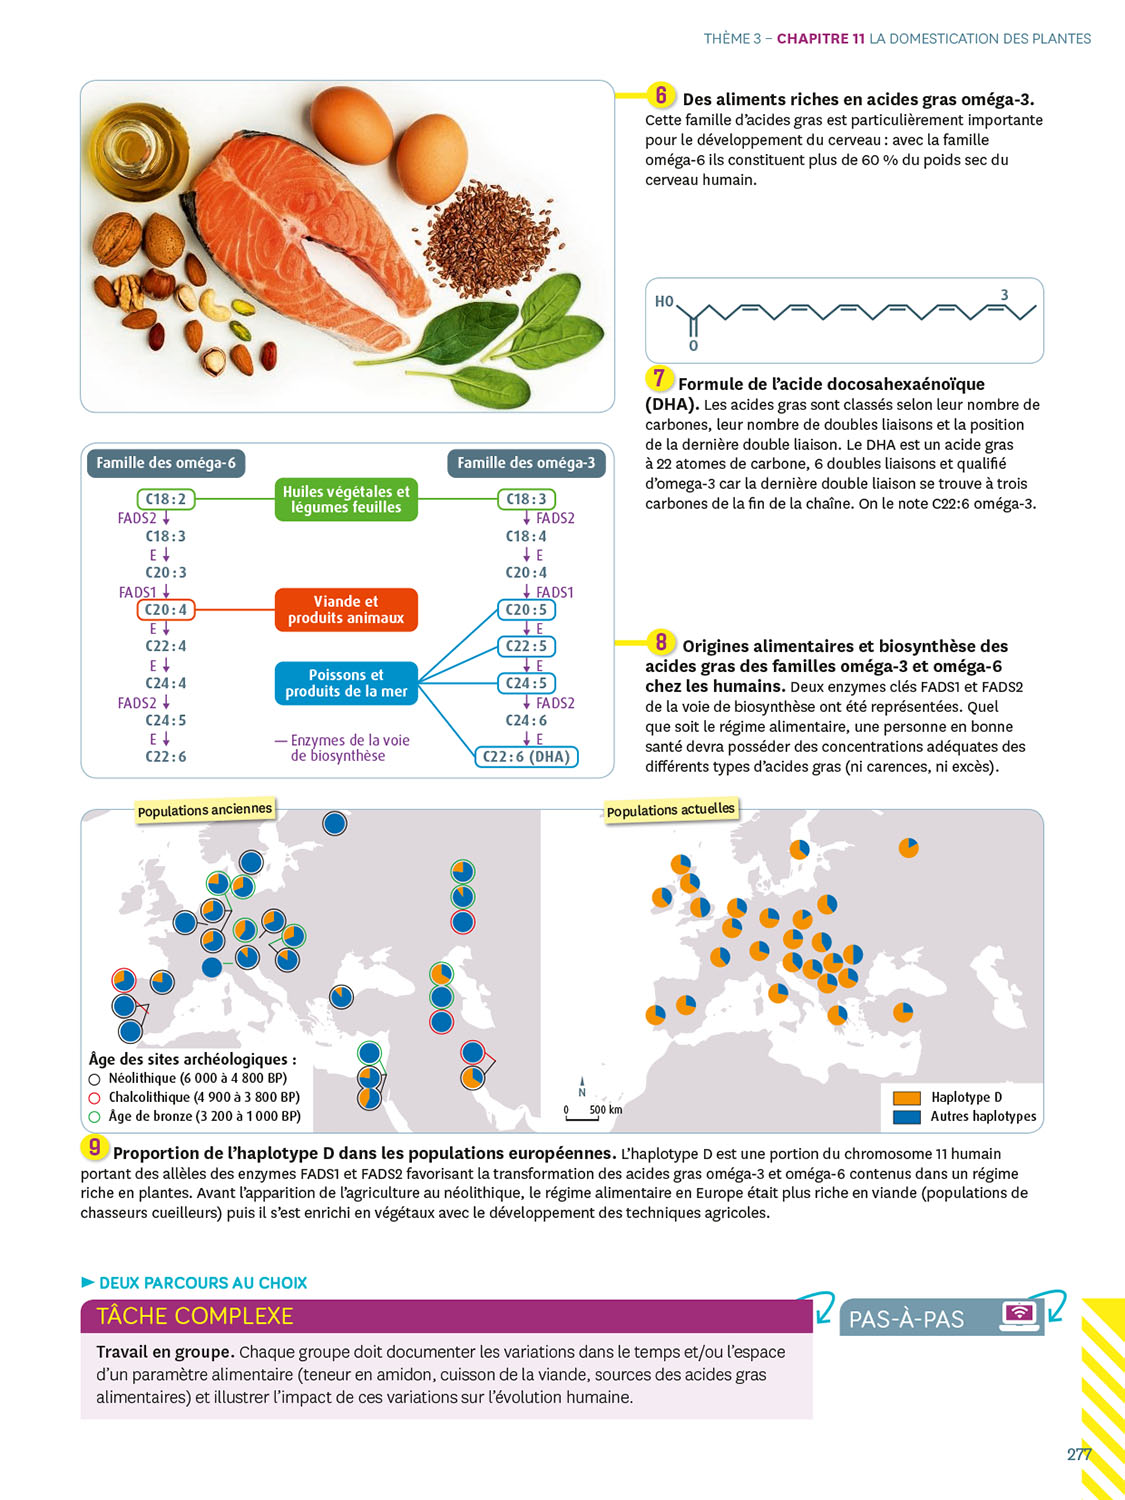 THÈME 3 – CHAPITRE 11 LA DOMESTICATION DES PLANTES
6 Des aliments riches en acides gras oméga-3.
Cette famille d'acides gras est particulièrement importante
pour le développement du cerveau : avec la famille
oméga-6 ils constituent plus de 60 % du poids sec du
cerveau humain.
HO
O
3
7 Formule de l'acide docosahexaénoïque
(DHA). Les acides gras sont classés selon leur nombre de
carbones, leur nombre de doubles liaisons et la position
de la dernière double liaison. Le DHA est un acide gras
à 22 atomes de carbone, 6 doubles liaisons et qualifié
d'omega-3 car la dernière double liaison se trouve à trois
carbones de la fin de la chaîne. On le note C22:6 oméga-3.
Famille des oméga-6
C18:2
FADS2
C18:3
E
C20:3
FADS1
C20:4
E
C22:4
E
C24:4
FADS2
C24:5
E
C22:6
Huiles végétales et
légumes feuilles
Viande et
produits animaux
Poissons et
produits de la mer
— Enzymes de la voie
de biosynthèse
Famille des oméga-3
C18:3
FADS2
C18:4
E
C20:4
FADS1
C20:5
E
C22:5
E
C24:5
FADS2
C24:6
E
C22:6 (DHA)
8 Origines alimentaires et biosynthèse des
acides gras des familles oméga-3 et oméga-6
chez les humains. Deux enzymes clés FADS1 et FADS2
de la voie de biosynthèse ont été représentées. Quel
que soit le régime alimentaire, une personne en bonne
santé devra posséder des concentrations adéquates des
différents types d'acides gras (ni carences, ni excès).
Populations anciennes
Populations actuelles
Âge des sites archéologiques :
Néolithique (6 000 à 4 800 BP)
Chalcolithique (4 900 à 3 800 BP)
Âge de bronze (3 200 à 1 000 BP)
N
0 500 km
Haplotype D
Autres haplotypes
9 Proportion de l'haplotype D dans les populations européennes. L'haplotype D est une portion du chromosome 11 humain
portant des allèles des enzymes FADS1 et FADS2 favorisant la transformation des acides gras oméga-3 et oméga-6 contenus dans un régime
riche en plantes. Avant l'apparition de l'agriculture au néolithique, le régime alimentaire en Europe était plus riche en viande (populations de
chasseurs cueilleurs) puis il s'est enrichi en végétaux avec le développement des techniques agricoles.
DEUX PARCOURS AU CHOIX
TÂCHE COMPLEXE
PAS-À-PAS
Travail en groupe. Chaque groupe doit documenter les variations dans le temps et/ou l'espace
d'un paramètre alimentaire (teneur en amidon, cuisson de la viande, sources des acides gras
alimentaires) et illustrer l'impact de ces variations sur l'évolution humaine.
277